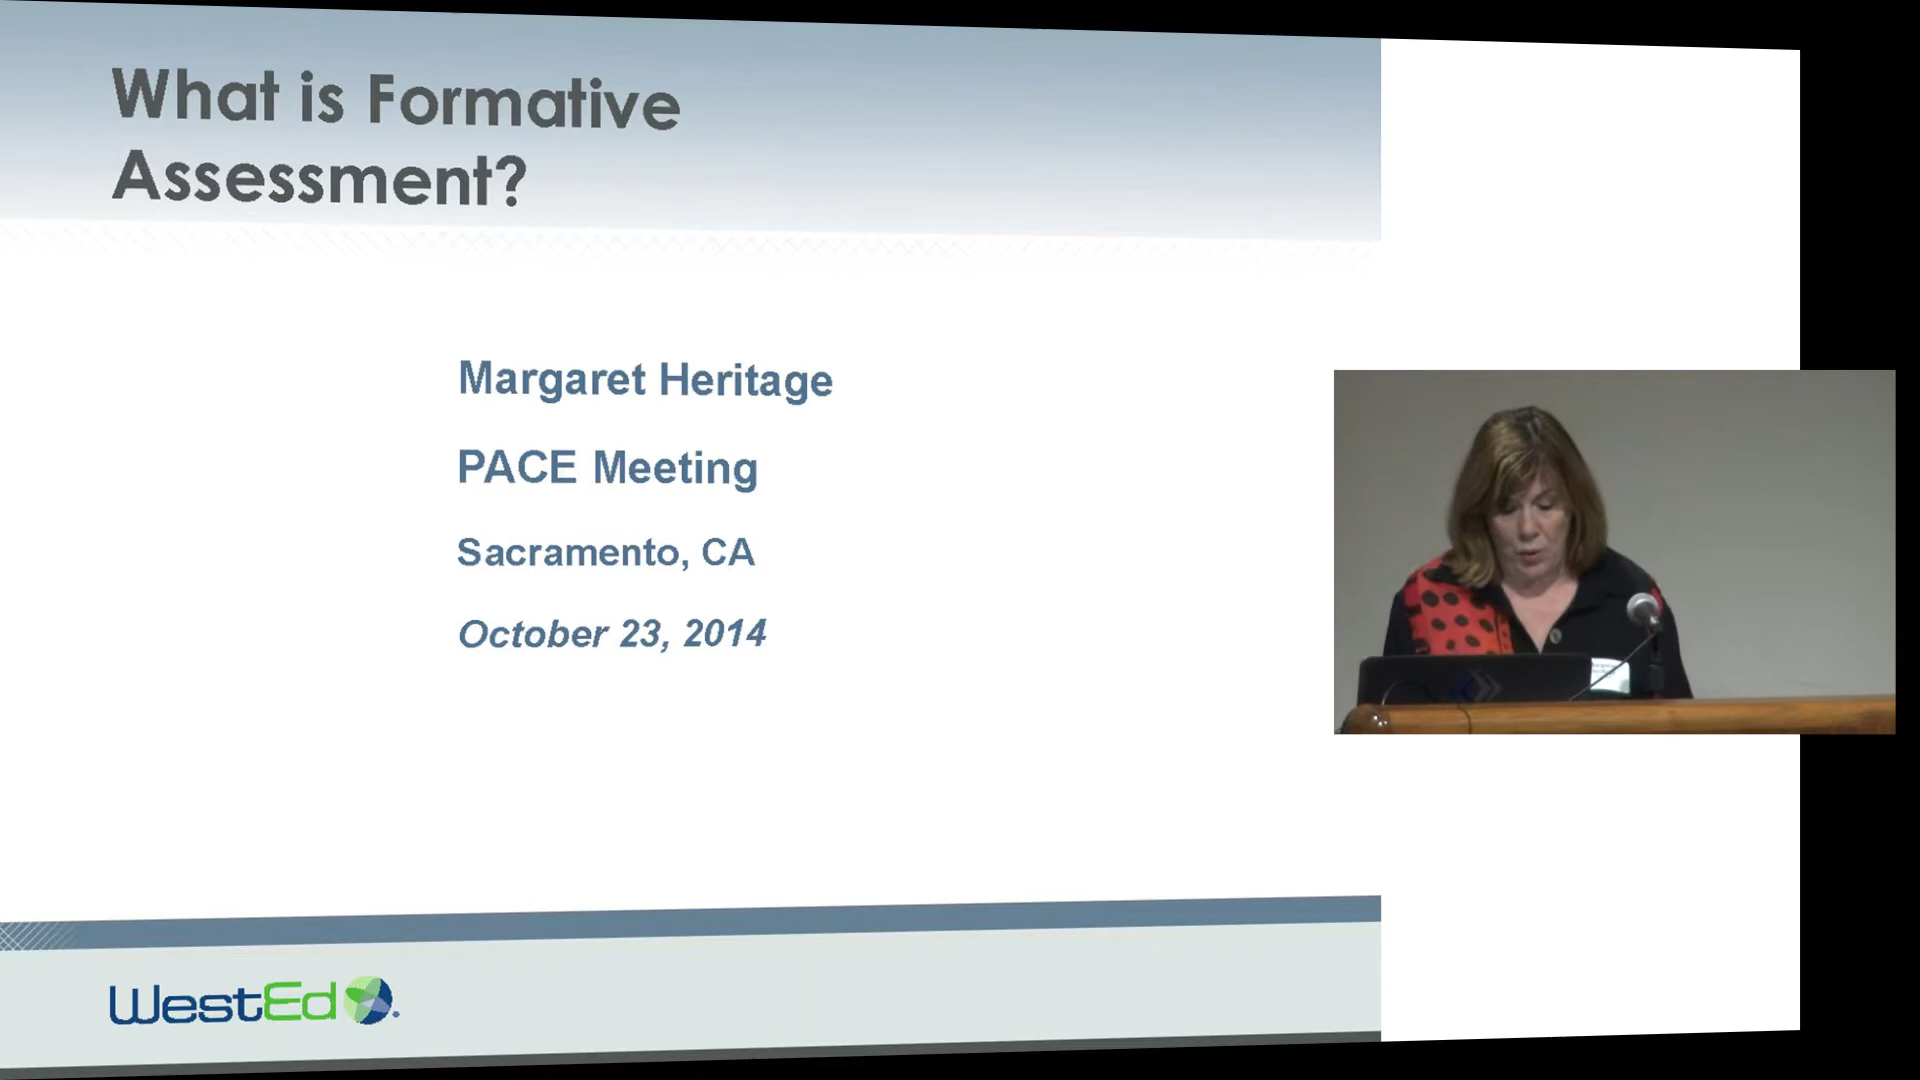 What is Formative
Assessment?
Margaret Heritage
PACE Meeting
Sacramento, CA
October 23, 2014
WestEd